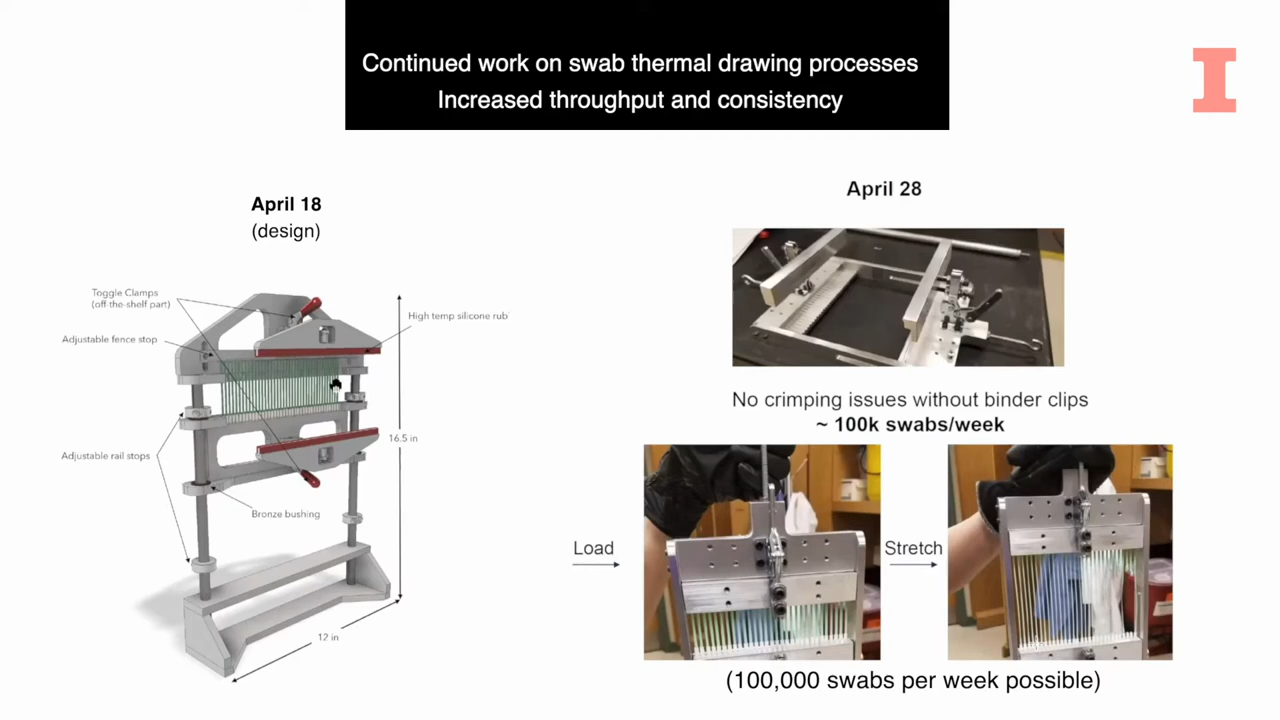 Continued work on swab thermal drawing processes
Increased throughput and consistency
I
April 18
(design)
Toggle Clamps
(off-the-shelf part)
Adjustable fence stop
High temp silicone rub
Adjustable rail stops
16.5 in
Bronze bushing
12 in
April 28
No crimping issues without binder clips
~ 100k swabs/week
Load
Stretch
(100,000 swabs per week possible)